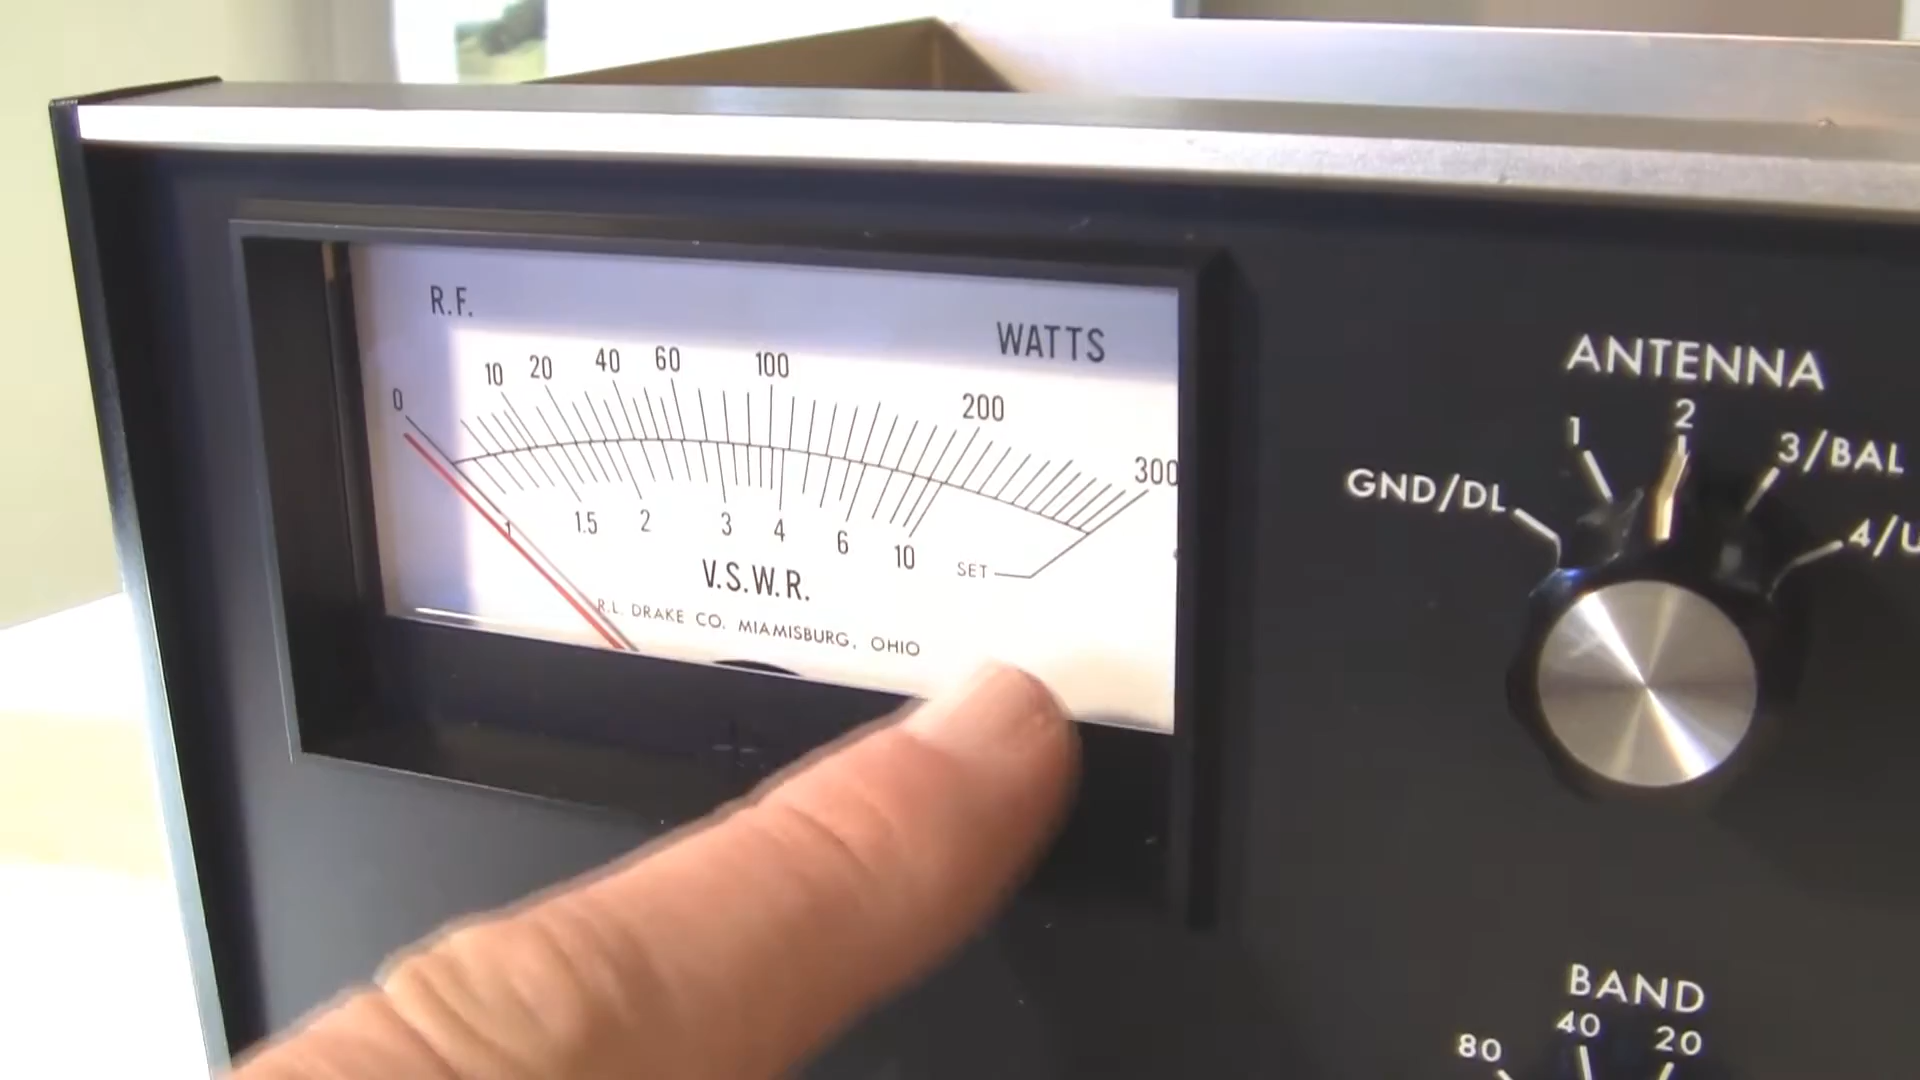 R.F.
WATTS
0 10 20 40 60 100 200 300
1 1.5 2 3 4 6 10 SET
V.S.W.R.
R.L. DRAKE CO. MIAMISBURG, OHIO
ANTENNA
GND/DL 1 2 3/BAL 4/U
BAND
80 40 20